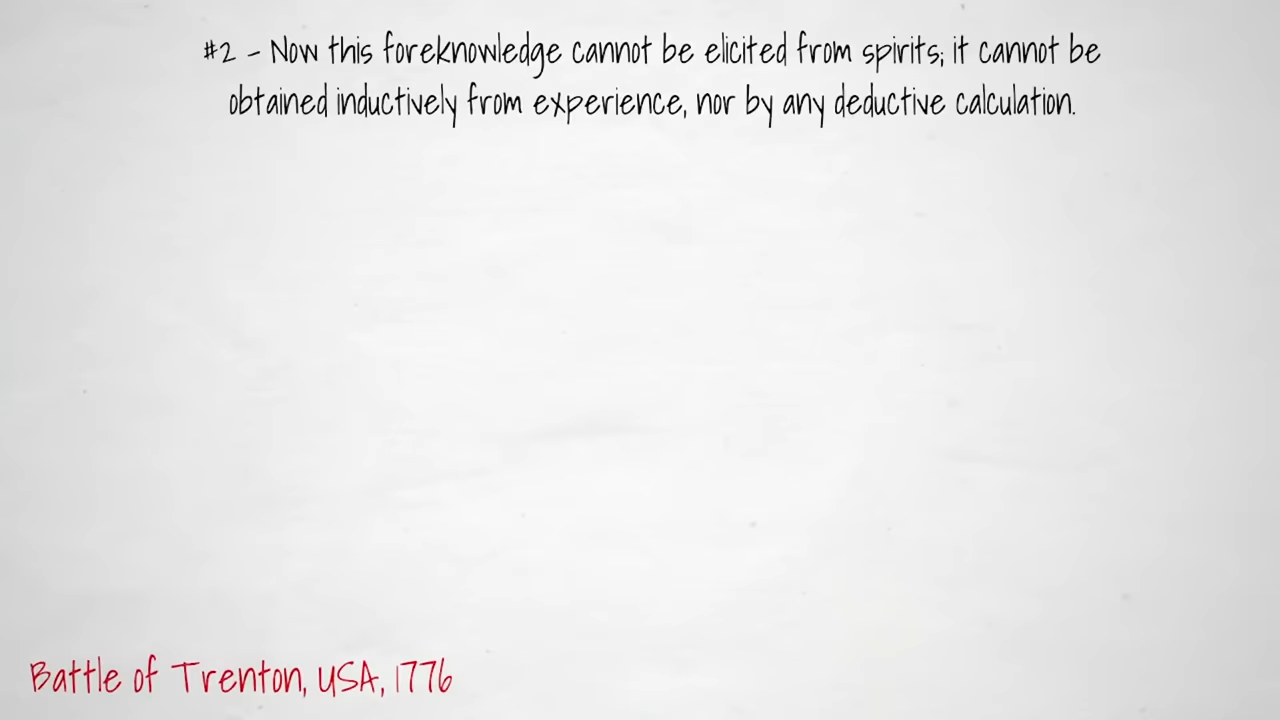 #2 - Now this foreknowledge cannot be elicited from spirits; it cannot be
obtained inductively from experience, nor by any deductive calculation.
Battle of Trenton, USA, 1776